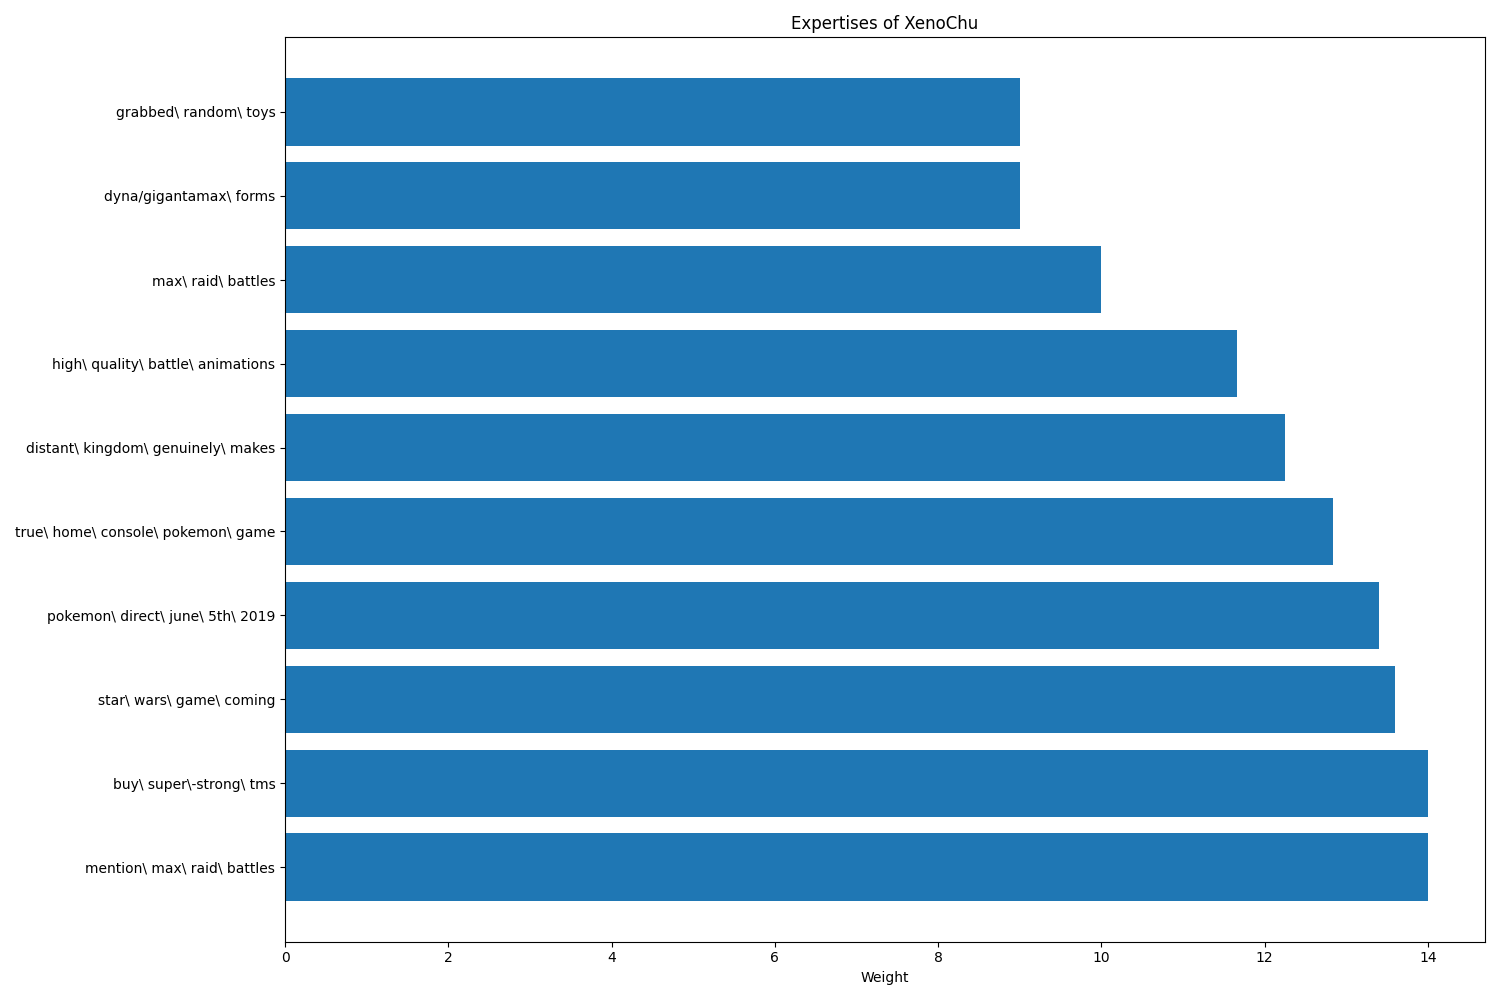 Expertises of XenoChu
grabbed\ random\ toys
dyna/gigantamax\ forms
max\ raid\ battles
high\ quality\ battle\ animations
distant\ kingdom\ genuinely\ makes
true\ home\ console\ pokemon\ game
pokemon\ direct\ june\ 5th\ 2019
star\ wars\ game\ coming
buy\ super\-strong\ tms
mention\ max\ raid\ battles
0 2 4 6 8 10 12 14
Weight